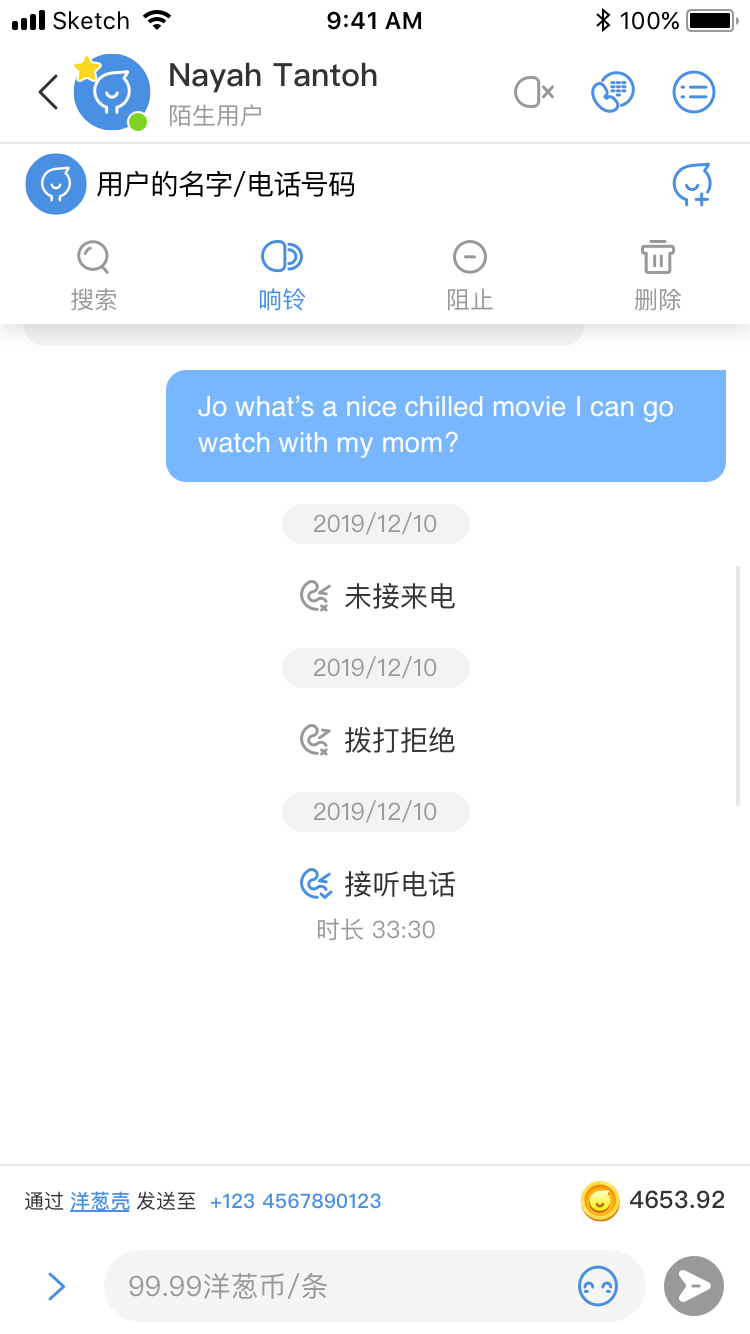 Sketch 9:41 AM 100%
Nayah Tantoh
陌生用户
用户的名字/电话号码
搜索 响铃 阻止 删除
Jo what’s a nice chilled movie I can go
watch with my mom?
2019/12/10
未接来电
2019/12/10
拨打拒绝
2019/12/10
接听电话
时长 33:30
通过 洋葱壳 发送至 +123 4567890123 4653.92
99.99洋葱币/条